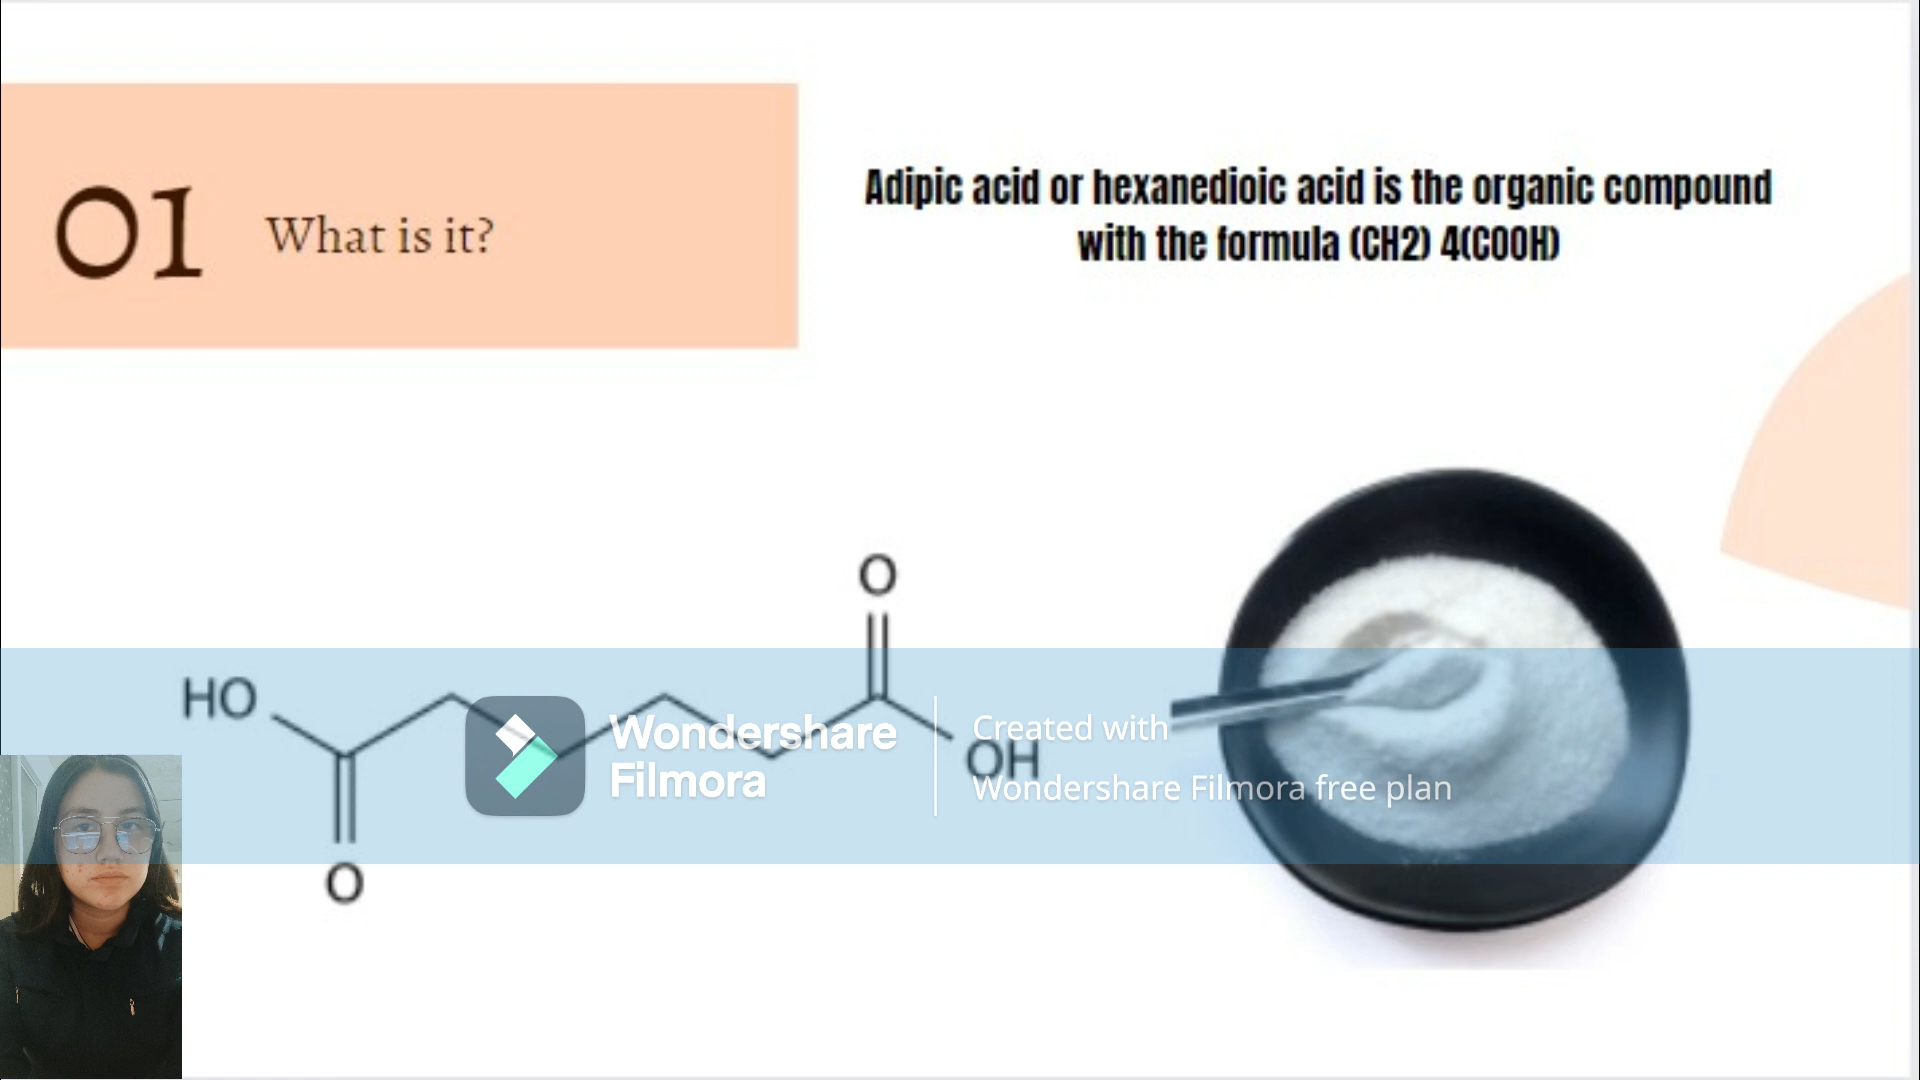 01 What is it?
Adipic acid or hexanedioic acid is the organic compound
with the formula (CH2) 4(COOH)
O
HO
OH
O
Wondershare
Filmora
Created with
Wondershare Filmora free plan